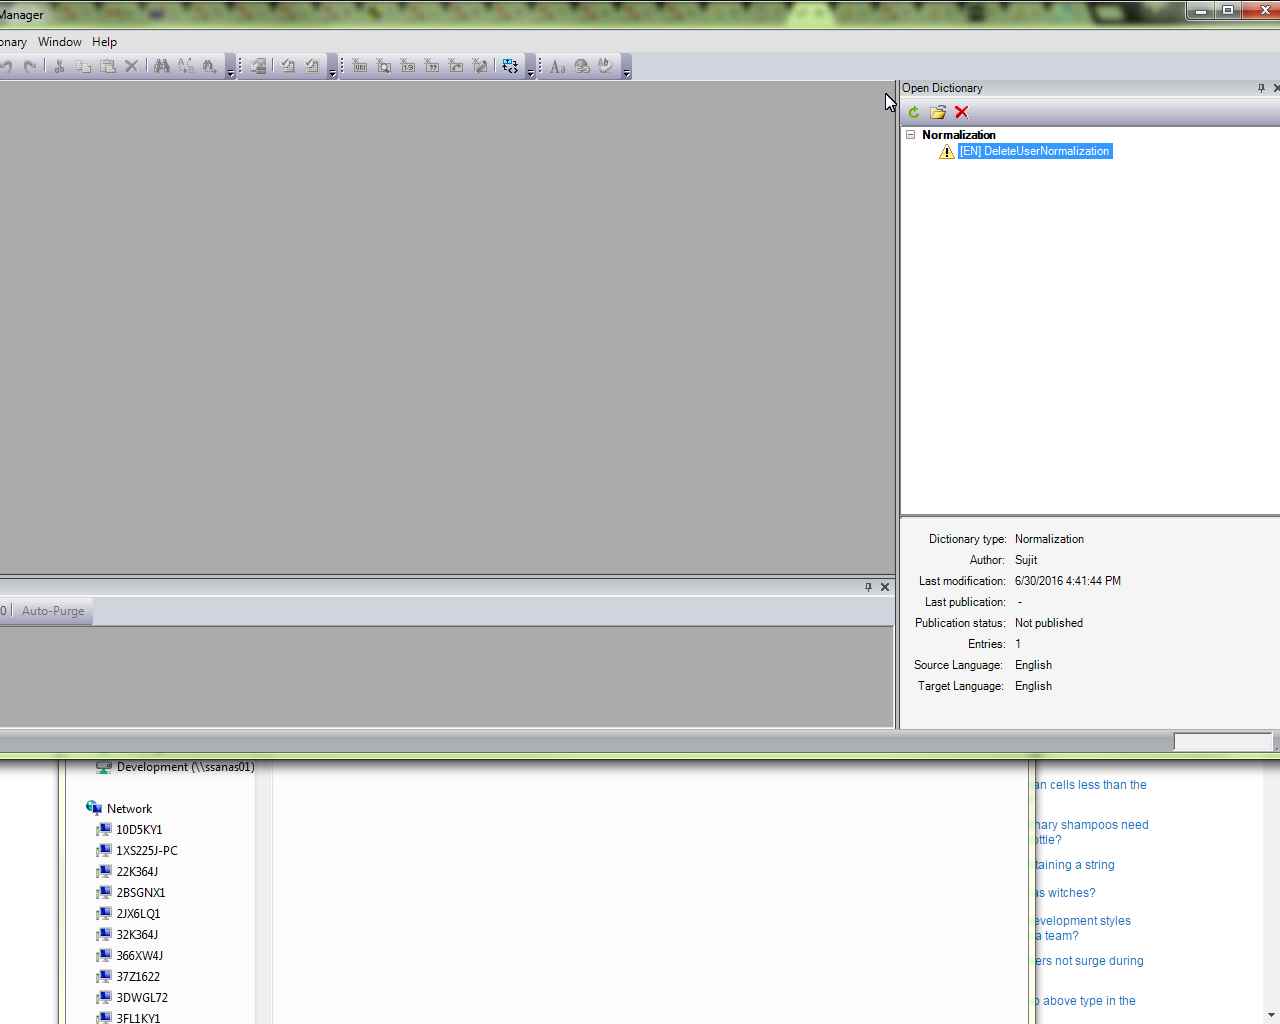 Manager
onary Window Help
Open Dictionary
Normalization
[EN] DeleteUserNormalization
Dictionary type: Normalization
Author: Sujit
Last modification: 6/30/2016 4:41:44 PM
Last publication: -
Publication status: Not published
Entries: 1
Source Language: English
Target Language: English
0 Auto-Purge
Development (\\ssanas01)
Network
10D5KY1
1XS225J-PC
22K364J
2BSGNX1
2JX6LQ1
32K364J
366XW4J
37Z1622
3DWGL72
3FL1KY1
an cells less than the
nary shampoos need
ottle?
taining a string
as witches?
evelopment styles
a team?
ers not surge during
o above type in the